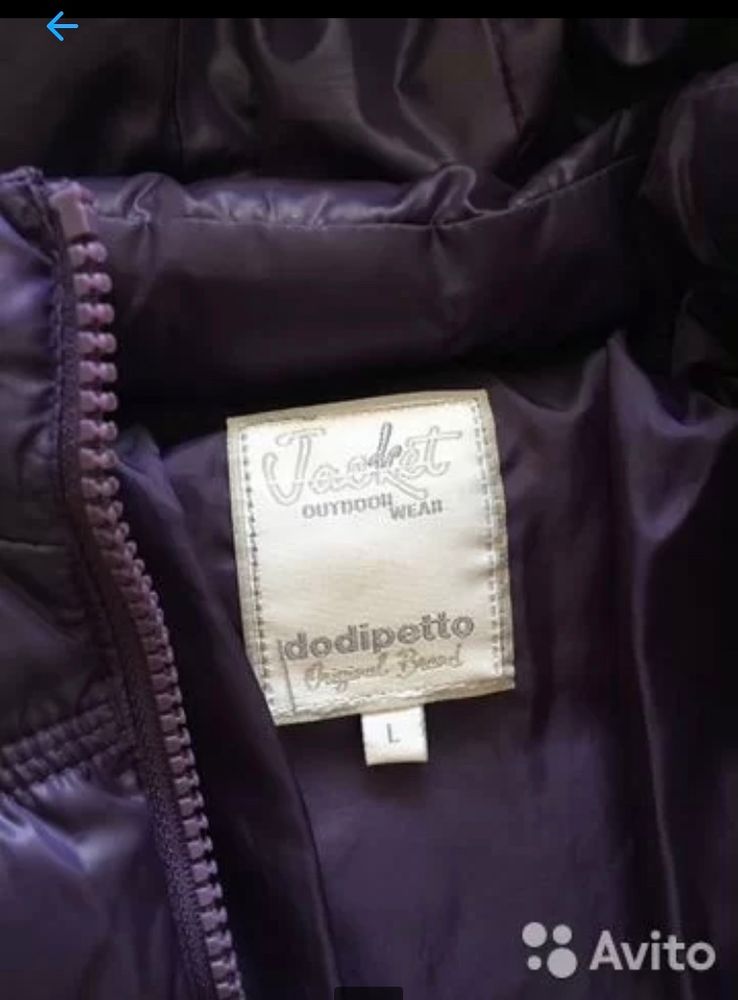 Jacket
OUTDOOR WEAR
dodipetto
Original Brand
L
Avito